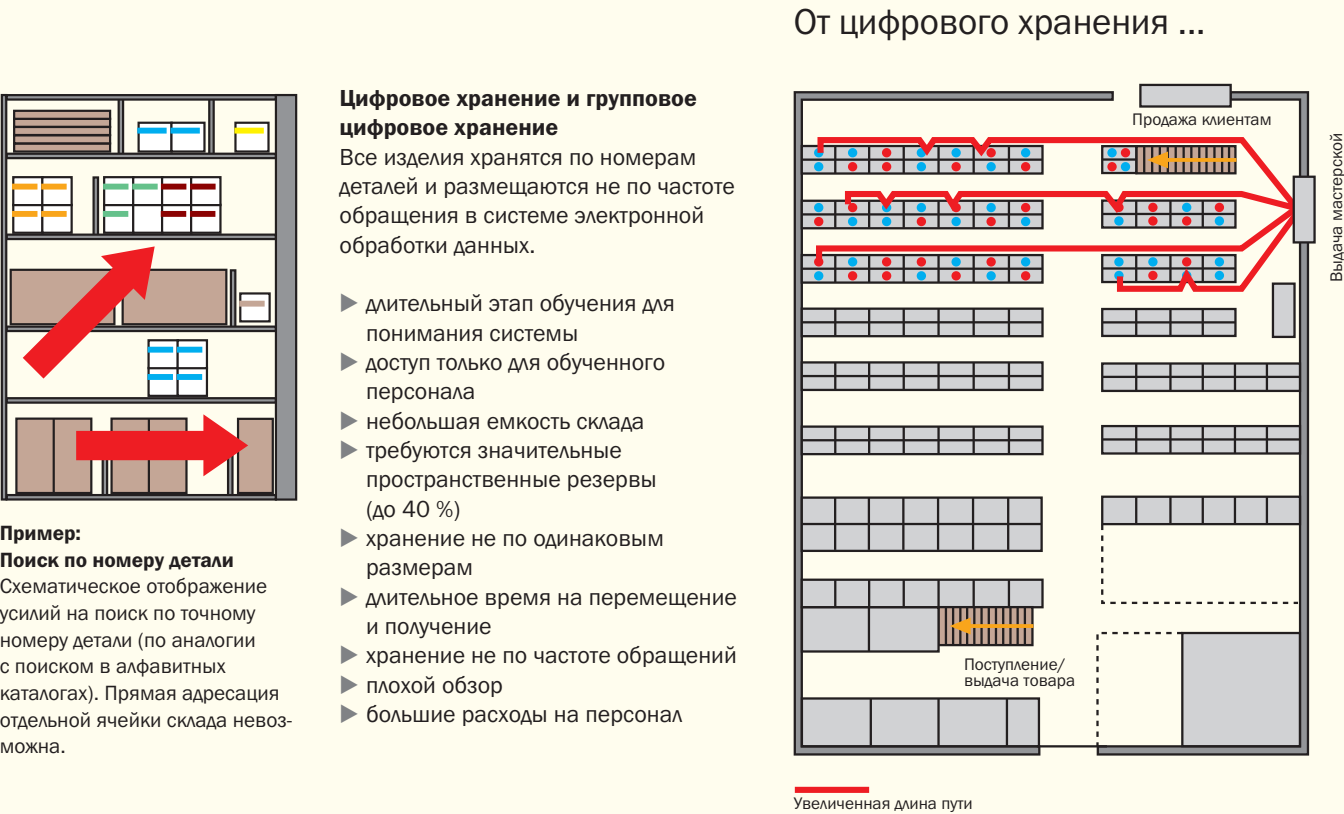 От цифрового хранения ...
Цифровое хранение и групповое
цифровое хранение
Все изделия хранятся по номерам
деталей и размещаются не по частоте
обращения в системе электронной
обработки данных.
▶ длительный этап обучения для
понимания системы
▶ доступ только для обученного
персонала
▶ небольшая емкость склада
▶ требуются значительные
пространственные резервы
(до 40 %)
▶ хранение не по одинаковым
размерам
▶ длительное время на перемещение
и получение
▶ хранение не по частоте обращений
▶ плохой обзор
▶ большие расходы на персонал
Пример:
Поиск по номеру детали
Схематическое отображение
усилий на поиск по точному
номеру детали (по аналогии
с поиском в алфавитных
каталогах). Прямая адресация
отдельной ячейки склада невоз-
можна.
Продажа клиентам
Выдача мастерской
Поступление/
выдача товара
Увеличенная длина пути